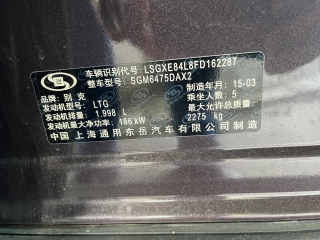 车辆识别代号: LSGXE84L8FD162287
整车型号: SGM6475DAX2
品牌: 别克 制造年月: 15-03
发动机型号: LTG 乘坐人数: 5
发动机排量: 1.998 L 最大允许总质量:
发动机最大净功率: 186 kW 2275 kg
中国 上海通用东岳汽车有限公司 制造